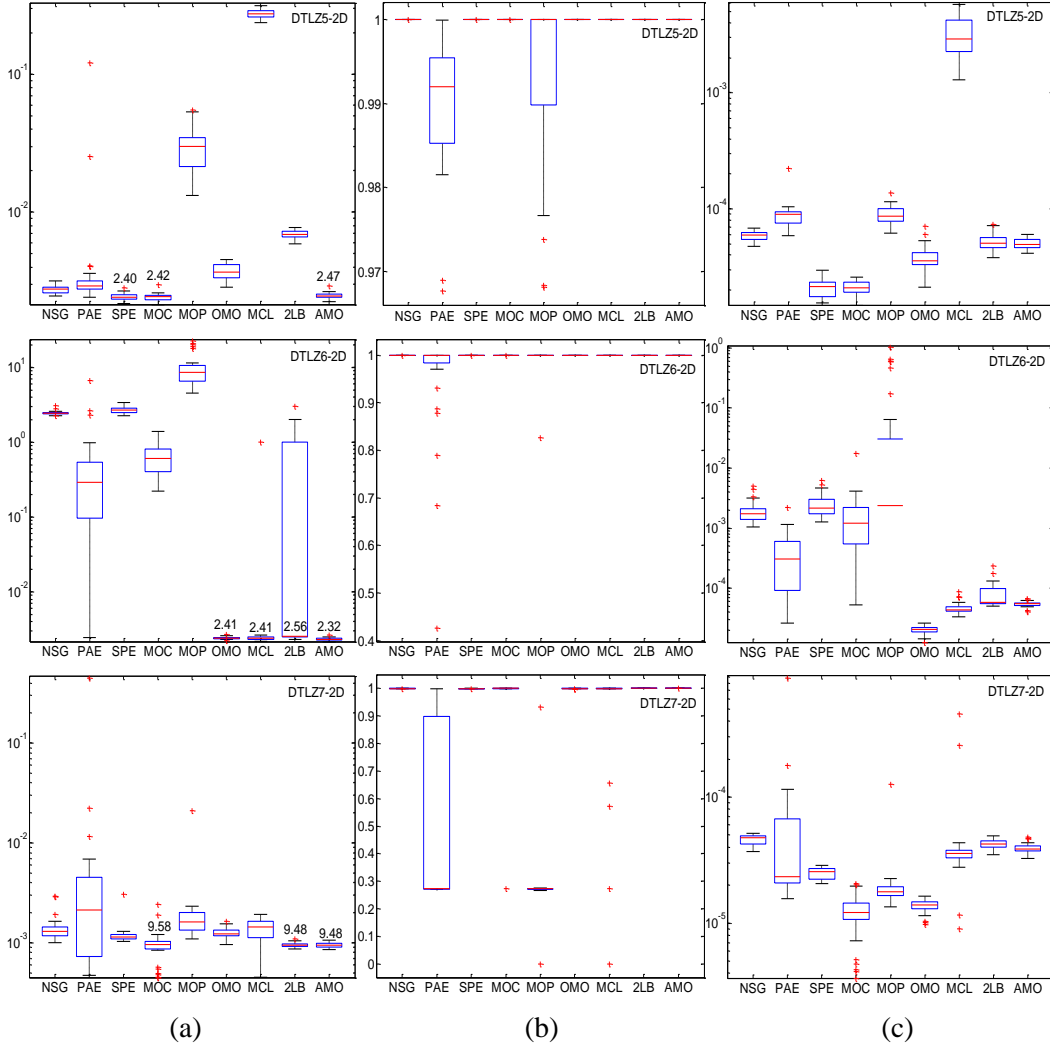 DTLZ5-2D
10^-1
10^-2
2.40
2.42
2.47
NSG PAE SPE MOC MOP OMO MCL 2LB AMO
DTLZ5-2D
1
0.99
0.98
0.97
NSG PAE SPE MOC MOP OMO MCL 2LB AMO
DTLZ5-2D
10^-3
10^-4
NSG PAE SPE MOC MOP OMO MCL 2LB AMO
DTLZ6-2D
10^1
10^0
10^-1
10^-2
2.41
2.41
2.56
2.32
NSG PAE SPE MOC MOP OMO MCL 2LB AMO
DTLZ6-2D
1
0.9
0.8
0.7
0.6
0.5
0.4
NSG PAE SPE MOC MOP OMO MCL 2LB AMO
DTLZ6-2D
10^0
10^-1
10^-2
10^-3
10^-4
NSG PAE SPE MOC MOP OMO MCL 2LB AMO
DTLZ7-2D
10^-1
10^-2
10^-3
9.58
9.48
9.48
NSG PAE SPE MOC MOP OMO MCL 2LB AMO
DTLZ7-2D
1
0.9
0.8
0.7
0.6
0.5
0.4
0.3
0.2
0.1
0
NSG PAE SPE MOC MOP OMO MCL 2LB AMO
DTLZ7-2D
10^-4
10^-5
NSG PAE SPE MOC MOP OMO MCL 2LB AMO
(a)
(b)
(c)